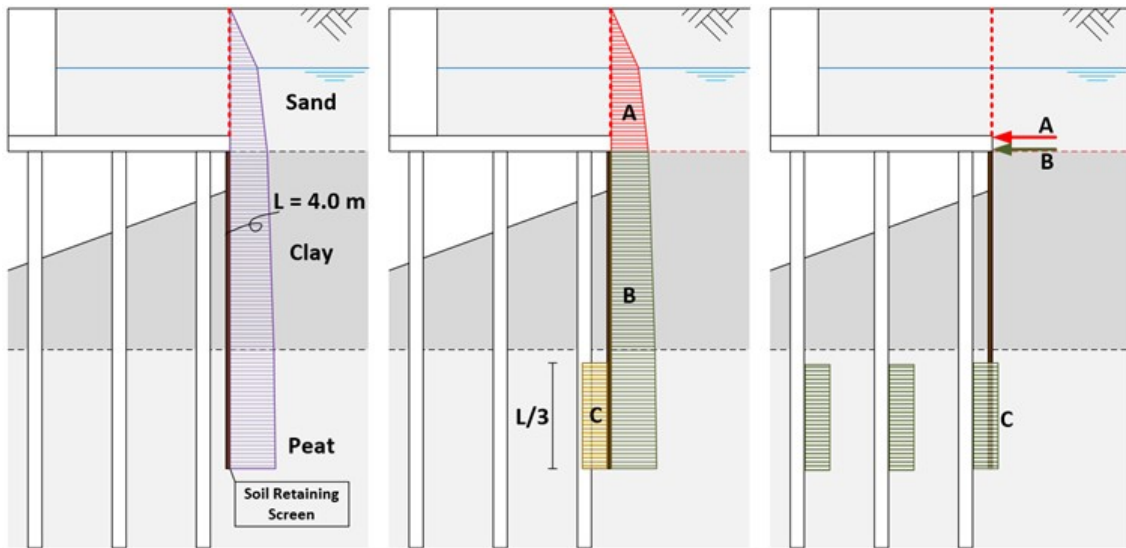 Sand
L = 4.0 m
Clay
Peat
Soil Retaining
Screen
A
B
L/3
C
A
B
C